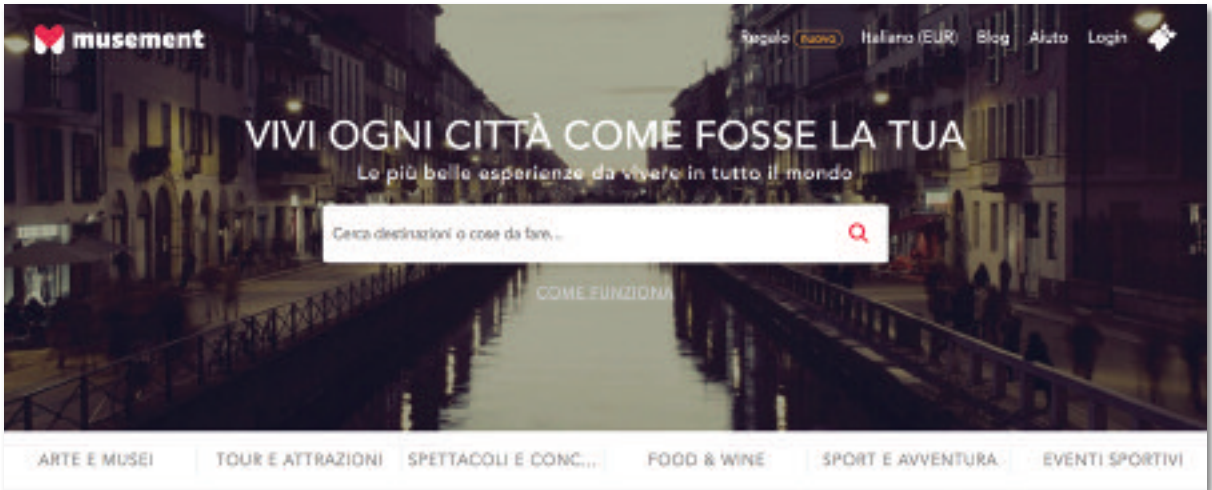 musement
Regalo nuovo Italiano (EUR) Blog Aiuto Login
VIVI OGNI CITTÀ COME FOSSE LA TUA
Le più belle esperienze da vivere in tutto il mondo
Cerca destinazioni o cose da fare...
COME FUNZIONA
ARTE E MUSEI TOUR E ATTRAZIONI SPETTACOLI E CONC... FOOD & WINE SPORT E AVVENTURA EVENTI SPORTIVI